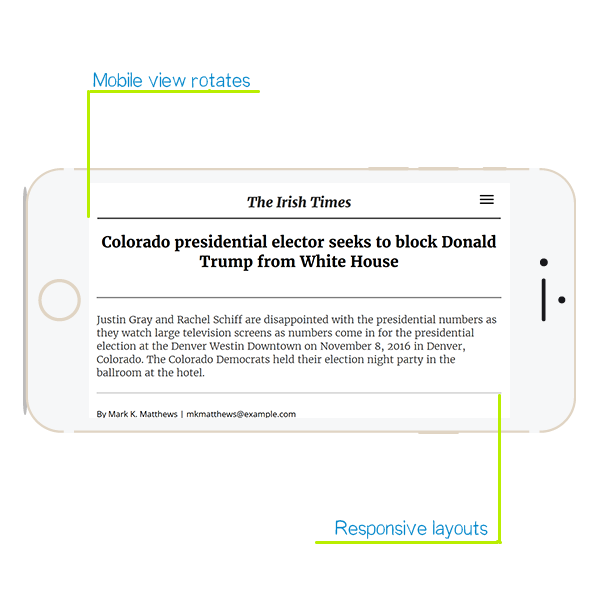 Mobile view rotates
The Irish Times
Colorado presidential elector seeks to block Donald
Trump from White House
Justin Gray and Rachel Schiff are disappointed with the presidential numbers as
they watch large television screens as numbers come in for the presidential
election at the Denver Westin Downtown on November 8, 2016 in Denver,
Colorado. The Colorado Democrats held their election night party in the
ballroom at the hotel.
By Mark K. Matthews | mkmatthews@example.com
Responsive layouts